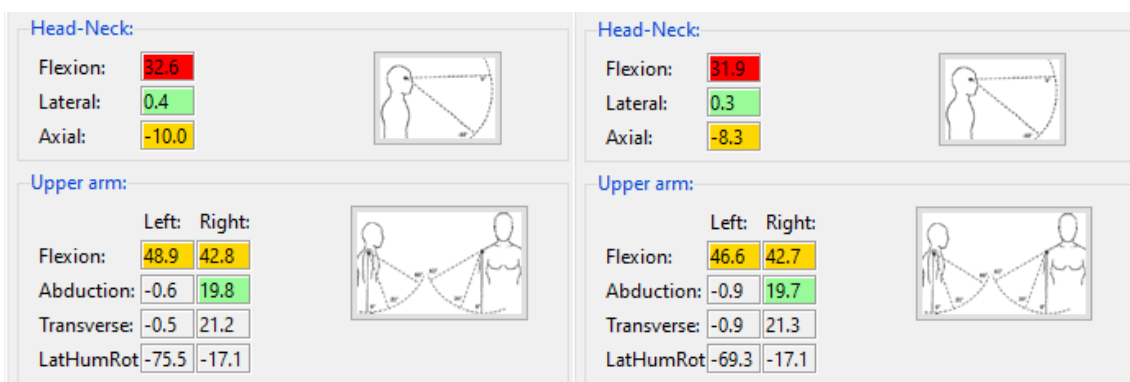 Head-Neck:
Flexion: 32.6
Lateral: 0.4
Axial: -10.0
Upper arm:
Left: Right:
Flexion: 48.9 42.8
Abduction: -0.6 19.8
Transverse: -0.5 21.2
LatHumRot -75.5 -17.1
Head-Neck:
Flexion: 31.9
Lateral: 0.3
Axial: -8.3
Upper arm:
Left: Right:
Flexion: 46.6 42.7
Abduction: -0.9 19.7
Transverse: -0.9 21.3
LatHumRot -69.3 -17.1